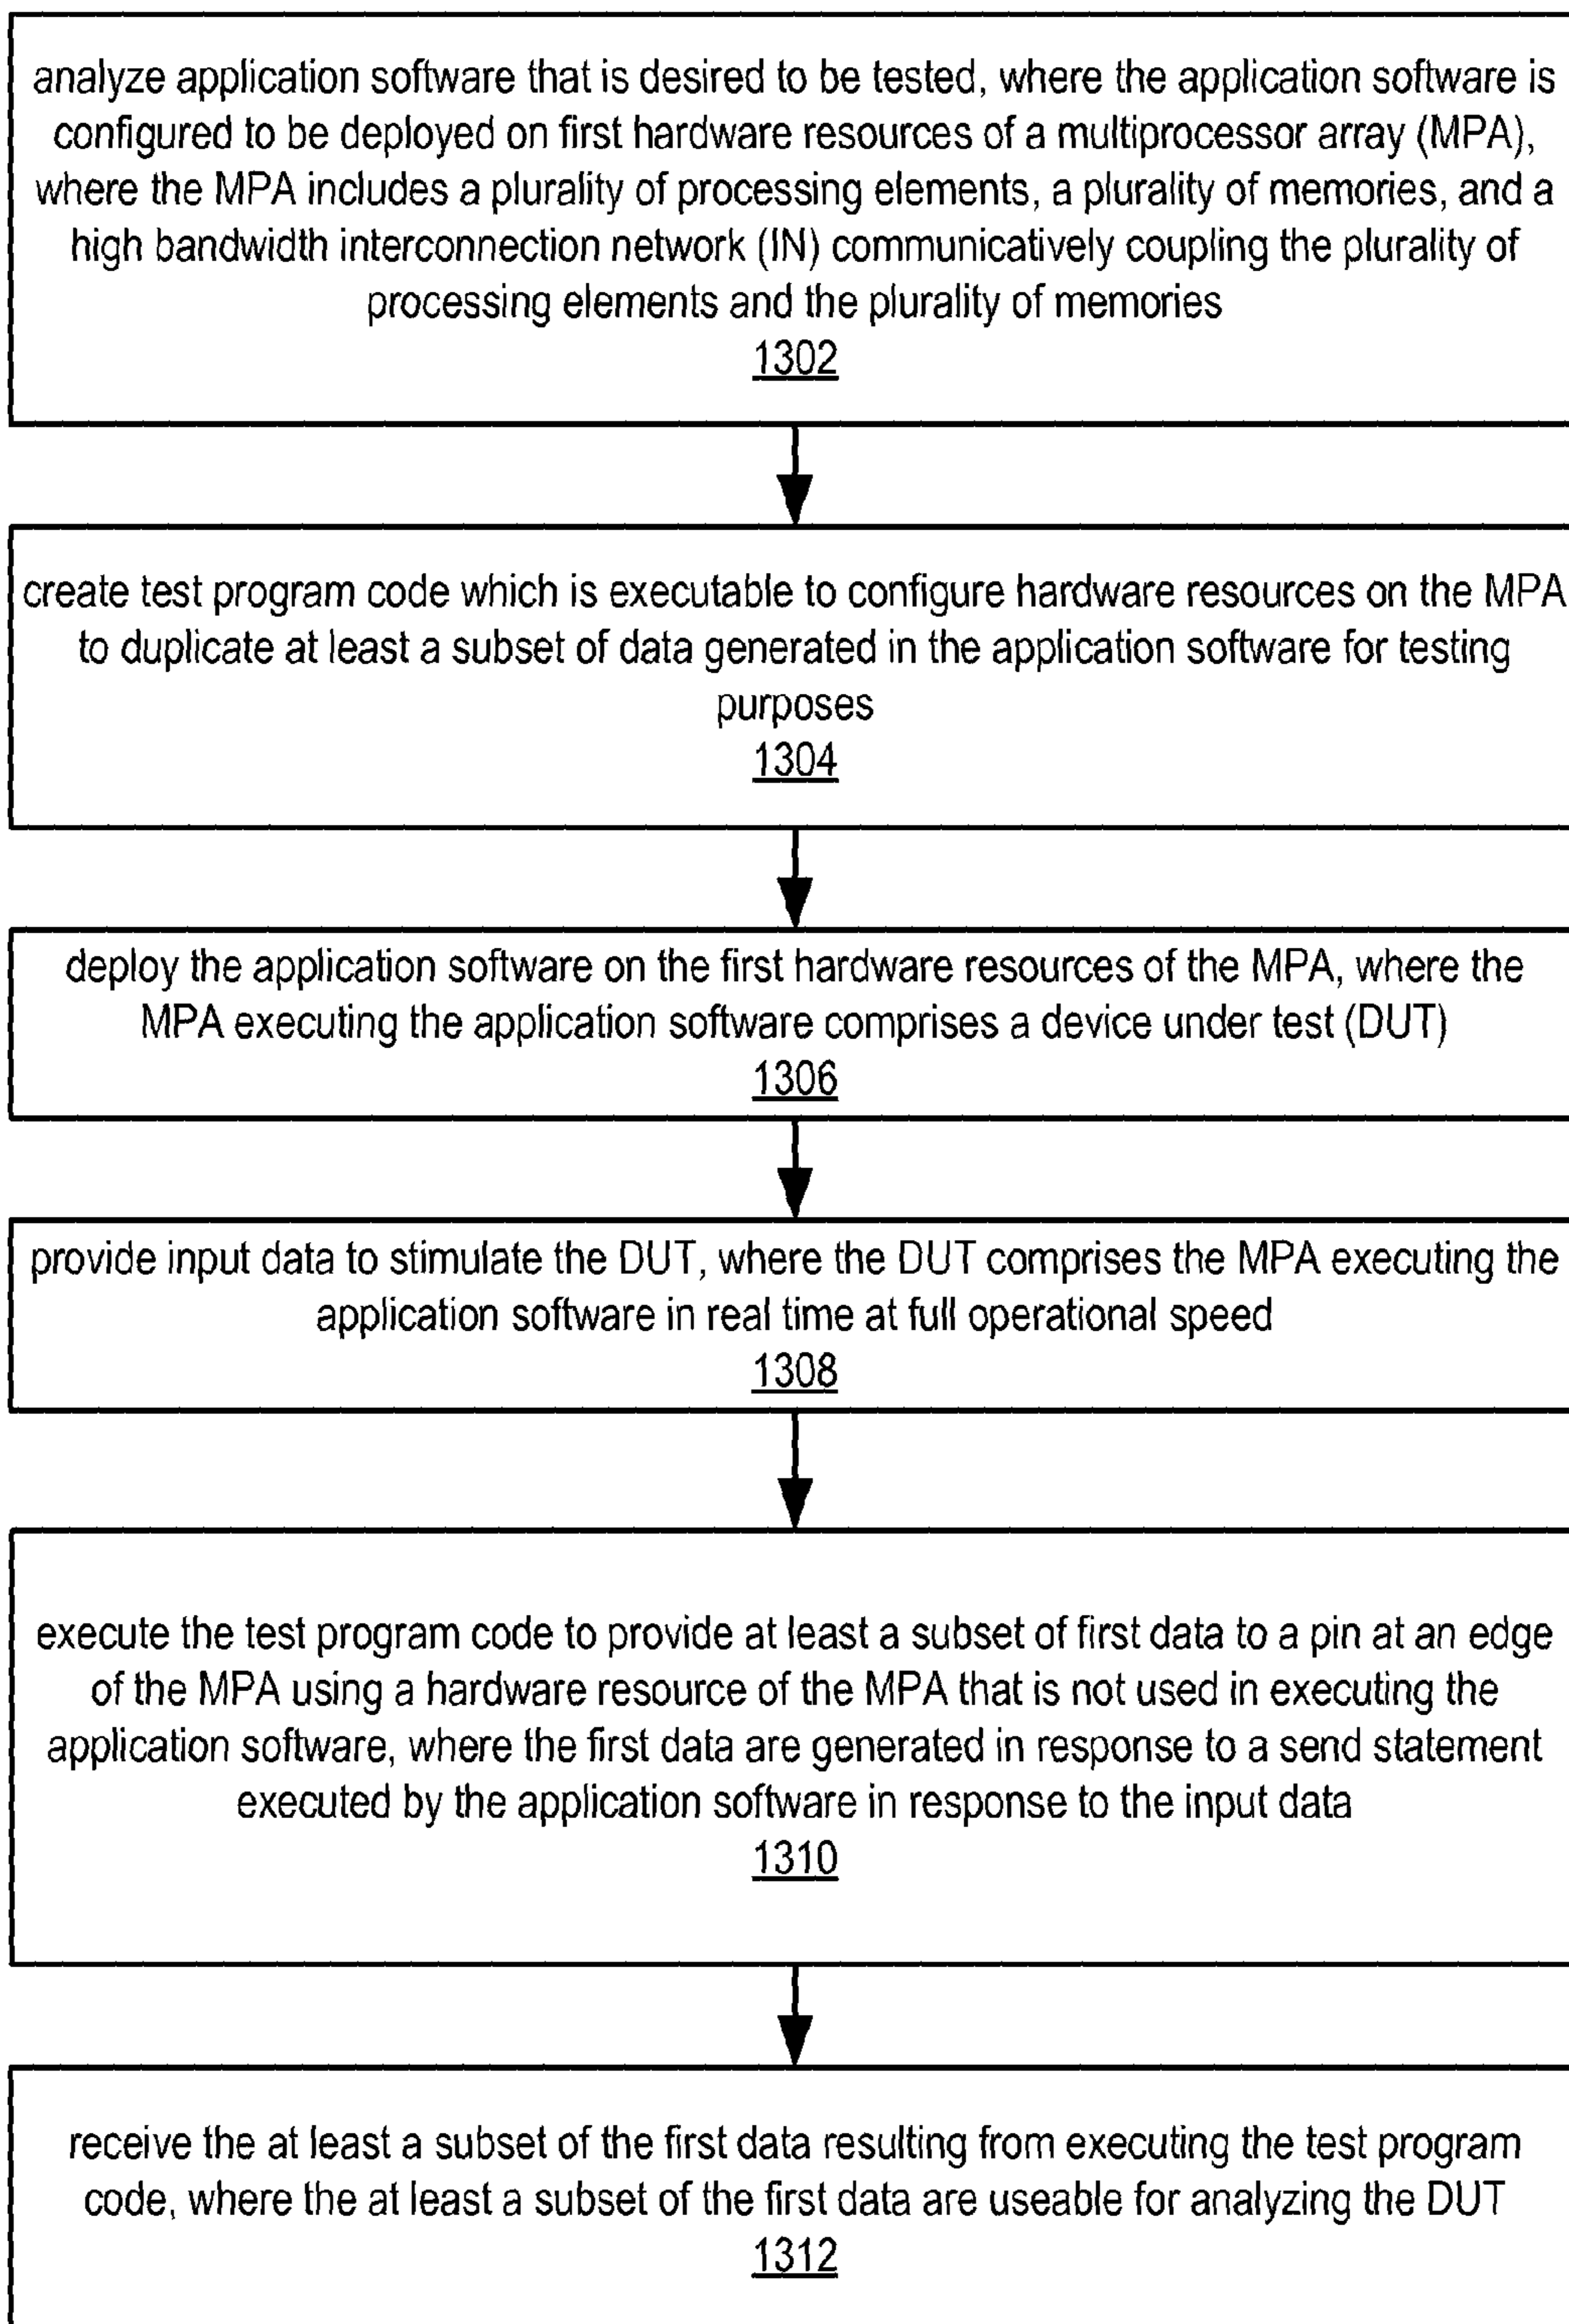 analyze application software that is desired to be tested, where the application software is
configured to be deployed on first hardware resources of a multiprocessor array (MPA),
where the MPA includes a plurality of processing elements, a plurality of memories, and a
high bandwidth interconnection network (IN) communicatively coupling the plurality of
processing elements and the plurality of memories
1302
create test program code which is executable to configure hardware resources on the MPA
to duplicate at least a subset of data generated in the application software for testing
purposes
1304
deploy the application software on the first hardware resources of the MPA, where the
MPA executing the application software comprises a device under test (DUT)
1306
provide input data to stimulate the DUT, where the DUT comprises the MPA executing the
application software in real time at full operational speed
1308
execute the test program code to provide at least a subset of first data to a pin at an edge
of the MPA using a hardware resource of the MPA that is not used in executing the
application software, where the first data are generated in response to a send statement
executed by the application software in response to the input data
1310
receive the at least a subset of the first data resulting from executing the test program
code, where the at least a subset of the first data are useable for analyzing the DUT
1312